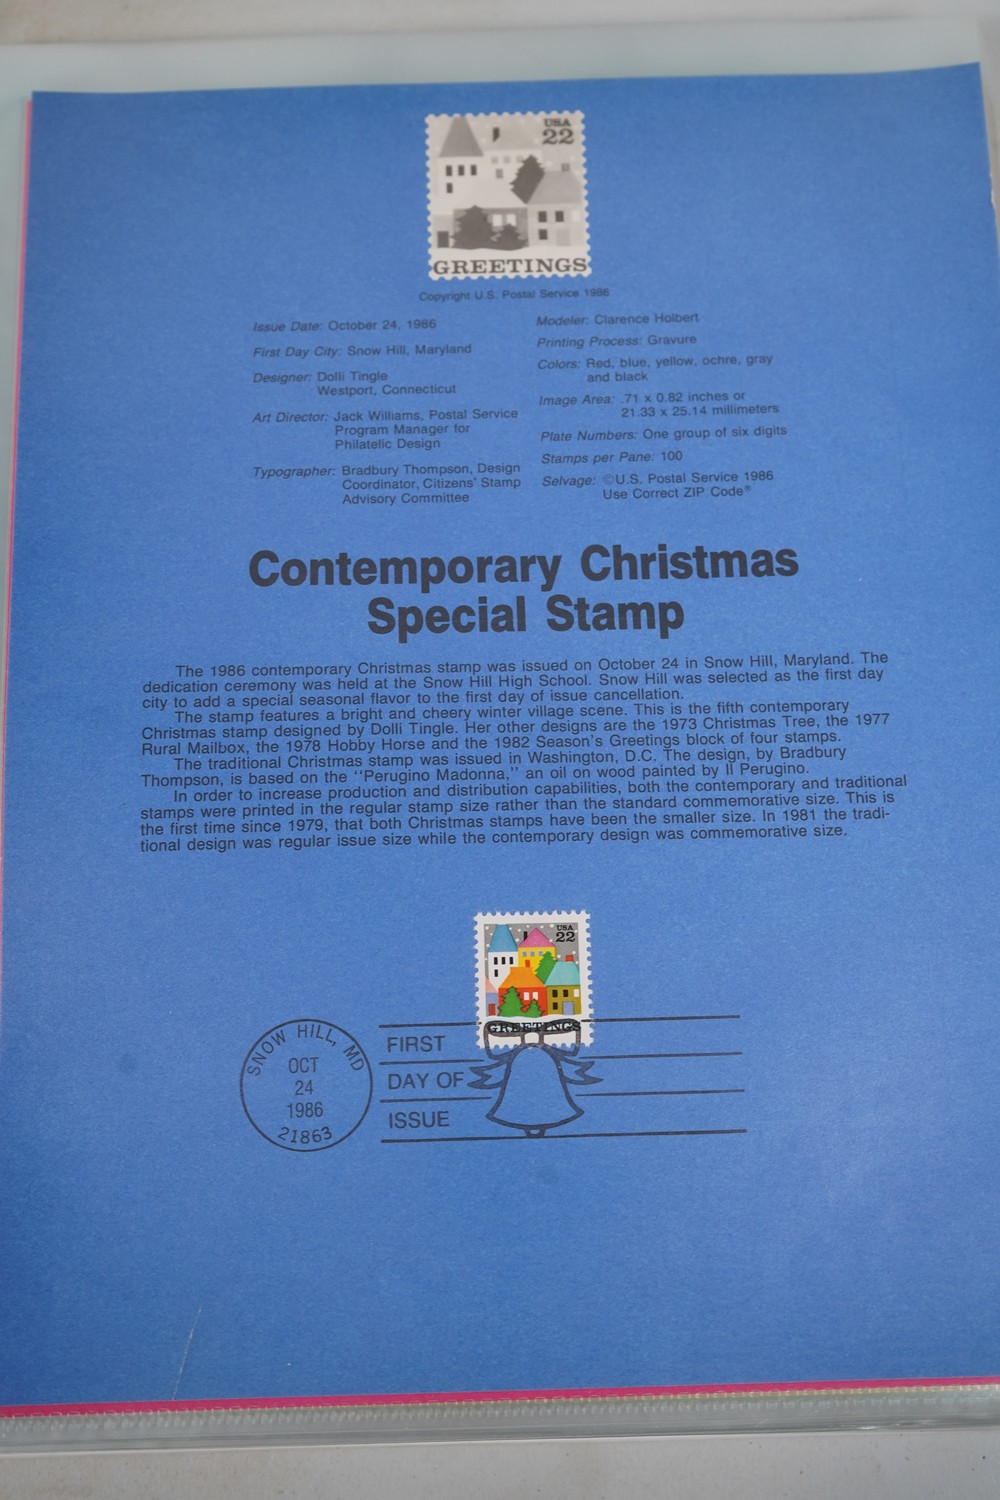 USA
22
GREETINGS
Copyright U.S. Postal Service 1986
Issue Date: October 24, 1986
First Day City: Snow Hill, Maryland
Designer: Dolli Tingle
Westport, Connecticut
Art Director: Jack Williams, Postal Service
Program Manager for
Philatelic Design
Typographer: Bradbury Thompson, Design
Coordinator, Citizens' Stamp
Advisory Committee
Modeler: Clarence Holbert
Printing Process: Gravure
Colors: Red, blue, yellow, ochre, gray
and black
Image Area: .71 x 0.82 inches or
21.33 x 25.14 millimeters
Plate Numbers: One group of six digits
Stamps per Pane: 100
Selvage: ©U.S. Postal Service 1986
Use Correct ZIP Code®
Contemporary Christmas
Special Stamp
The 1986 contemporary Christmas stamp was issued on October 24 in Snow Hill, Maryland. The
dedication ceremony was held at the Snow Hill High School. Snow Hill was selected as the first day
city to add a special seasonal flavor to the first day of issue cancellation.
The stamp features a bright and cheery winter village scene. This is the fifth contemporary
Christmas stamp designed by Dolli Tingle. Her other designs are the 1973 Christmas Tree, the 1977
Rural Mailbox, the 1978 Hobby Horse and the 1982 Season's Greetings block of four stamps.
The traditional Christmas stamp was issued in Washington, D.C. The design, by Bradbury
Thompson, is based on the "Perugino Madonna," an oil on wood painted by Il Perugino.
In order to increase production and distribution capabilities, both the contemporary and traditional
stamps were printed in the regular stamp size rather than the standard commemorative size. This is
the first time since 1979, that both Christmas stamps have been the smaller size. In 1981 the tradi-
tional design was regular issue size while the contemporary design was commemorative size.
USA
22
GREETINGS
SNOW HILL, MD
OCT
24
1986
21863
FIRST
DAY OF
ISSUE